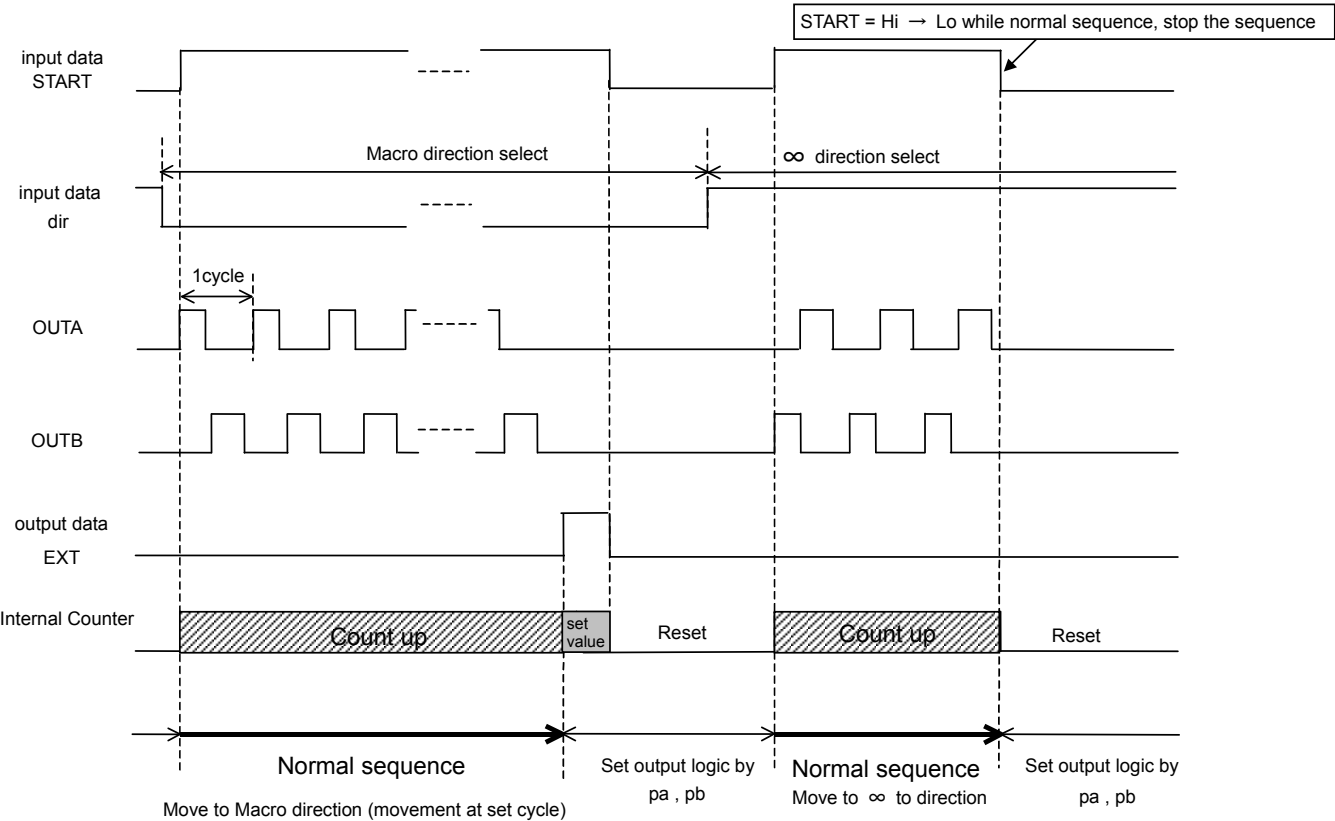 START = Hi → Lo while normal sequence, stop the sequence
input data
START
Macro direction select
∞ direction select
input data
dir
1cycle
OUTA
OUTB
output data
EXT
Internal Counter
Count up
set
value
Reset
Count up
Reset
Normal sequence
Move to Macro direction (movement at set cycle)
Set output logic by
pa , pb
Normal sequence
Move to ∞ to direction
Set output logic by
pa , pb